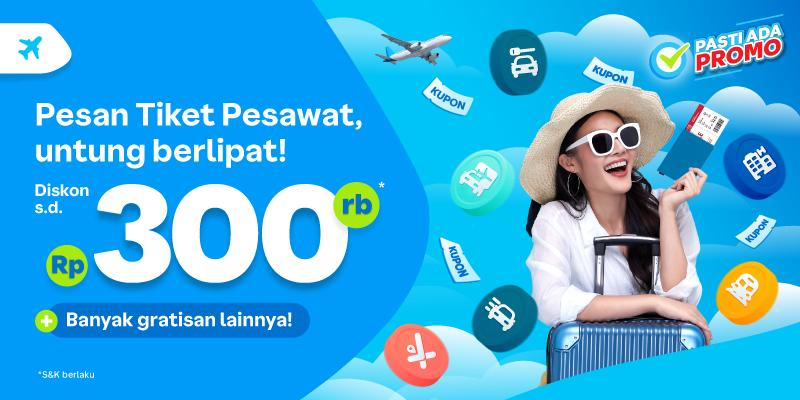 PASTI ADA
PROMO
KUPON
KUPON
Pesan Tiket Pesawat,
untung berlipat!
Diskon
s.d.
Rp 300 rb*
KUPON
KUPON
+ Banyak gratisan lainnya!
*S&K berlaku